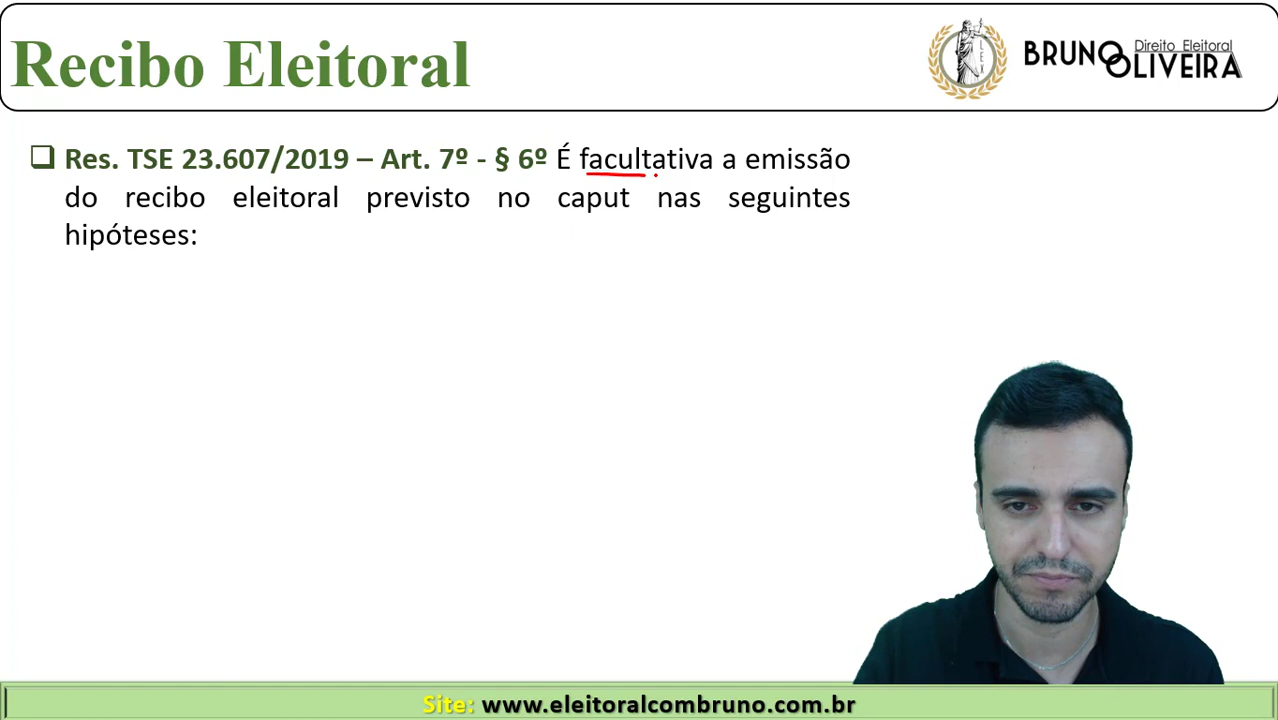 Recibo Eleitoral
BRUNO OLIVEIRA
Direito Eleitoral
LEX
Res. TSE 23.607/2019 – Art. 7º - § 6º É facultativa a emissão
do recibo eleitoral previsto no caput nas seguintes
hipóteses:
Site: www.eleitoralcombruno.com.br